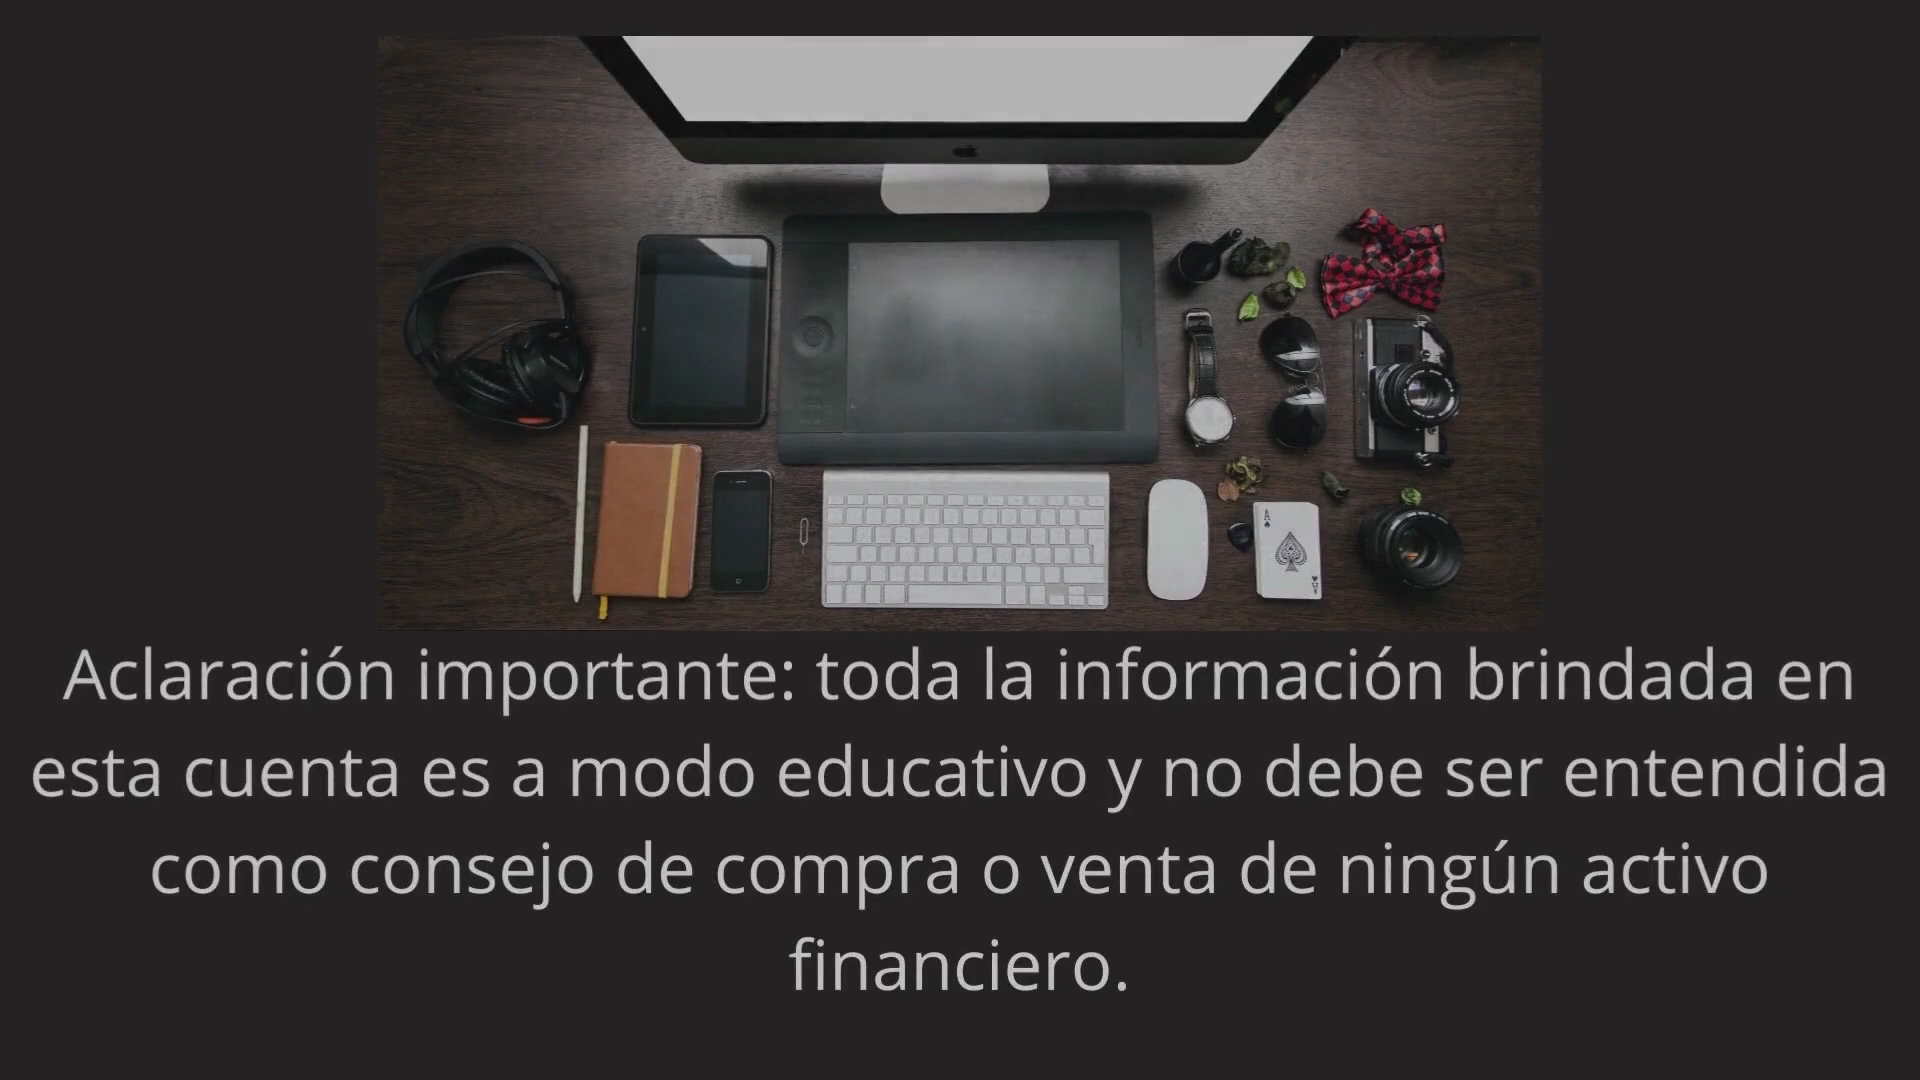 Aclaración importante: toda la información brindada en
esta cuenta es a modo educativo y no debe ser entendida
como consejo de compra o venta de ningún activo
financiero.